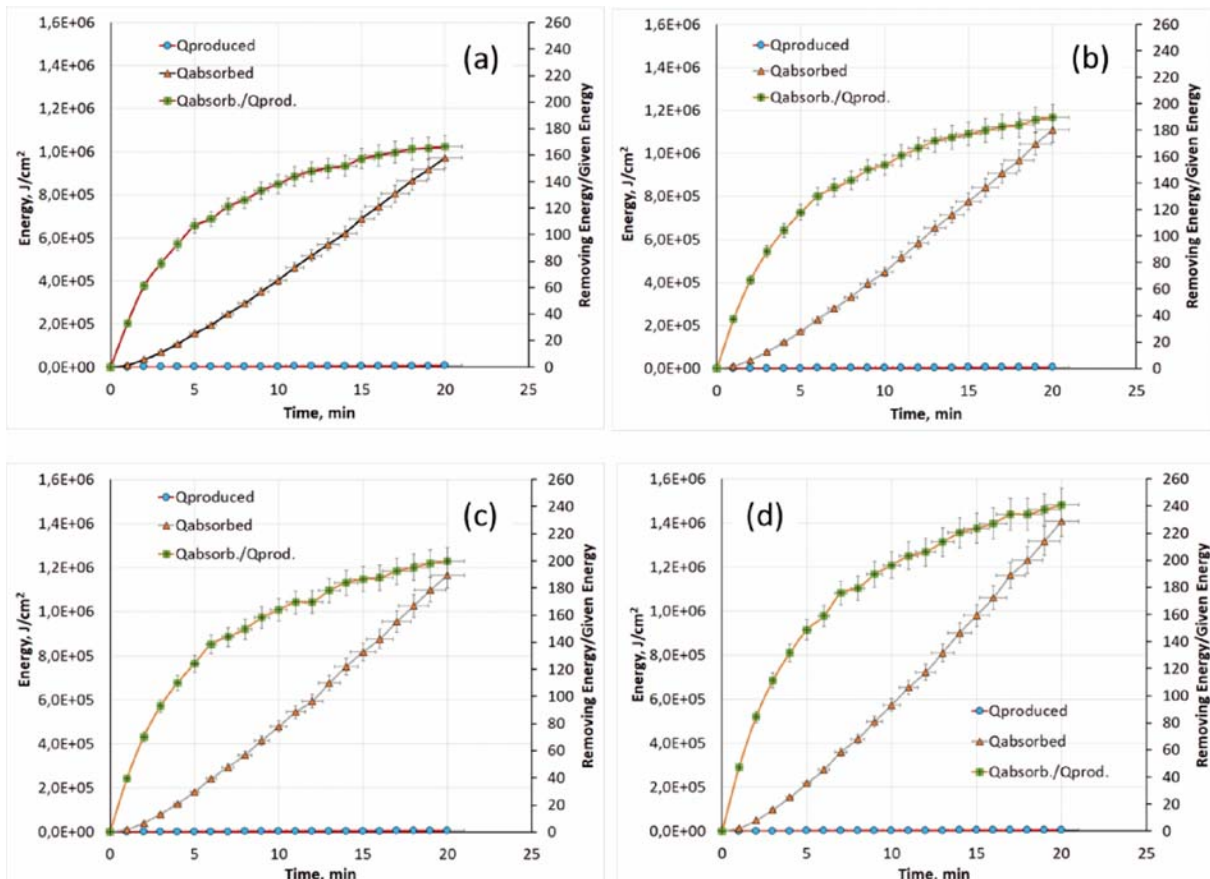 (a)
Qproduced
Qabsorbed
Qabsorb./Qprod.
Energy, J/cm²
1,6E+06
1,4E+06
1,2E+06
1,0E+06
8,0E+05
6,0E+05
4,0E+05
2,0E+05
0,0E+00
260
240
220
200
180
160
140
120
100
80
60
40
20
0
Removing Energy/Given Energy
0 5 10 15 20 25
Time, min
(b)
Qproduced
Qabsorbed
Qabsorb./Qprod.
Energy, J/cm²
1,6E+06
1,4E+06
1,2E+06
1,0E+06
8,0E+05
6,0E+05
4,0E+05
2,0E+05
0,0E+00
260
240
220
200
180
160
140
120
100
80
60
40
20
0
Removing Energy/Given Energy
0 5 10 15 20 25
Time, min
(c)
Qproduced
Qabsorbed
Qabsorb./Qprod.
Energy, J/cm²
1,6E+06
1,4E+06
1,2E+06
1,0E+06
8,0E+05
6,0E+05
4,0E+05
2,0E+05
0,0E+00
260
240
220
200
180
160
140
120
100
80
60
40
20
0
Removing Energy/Given Energy
0 5 10 15 20 25
Time, min
(d)
Qproduced
Qabsorbed
Qabsorb./Qprod.
Energy, J/cm²
1,6E+06
1,4E+06
1,2E+06
1,0E+06
8,0E+05
6,0E+05
4,0E+05
2,0E+05
0,0E+00
260
240
220
200
180
160
140
120
100
80
60
40
20
0
Removing Energy/Given Energy
0 5 10 15 20 25
Time, min